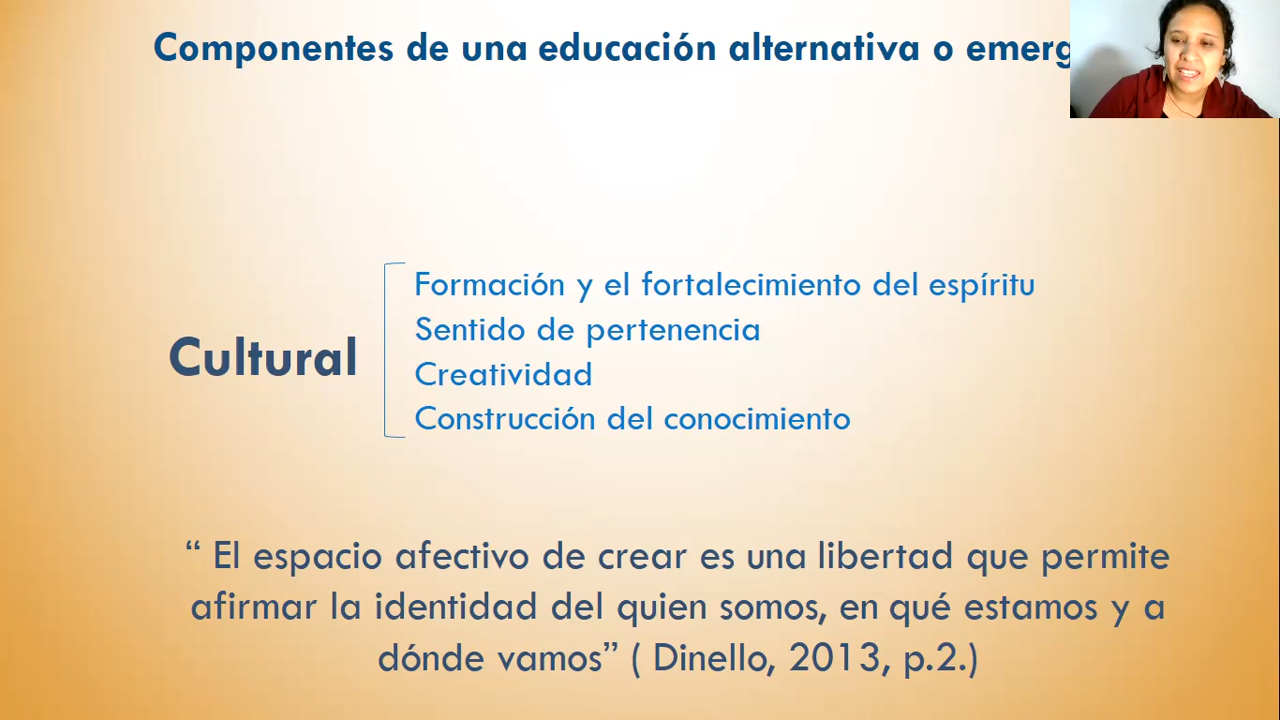 Componentes de una educación alternativa o emerg
Formación y el fortalecimiento del espíritu
Sentido de pertenencia
Cultural
Creatividad
Construcción del conocimiento
“ El espacio afectivo de crear es una libertad que permite
afirmar la identidad del quien somos, en qué estamos y a
dónde vamos” ( Dinello, 2013, p.2.)